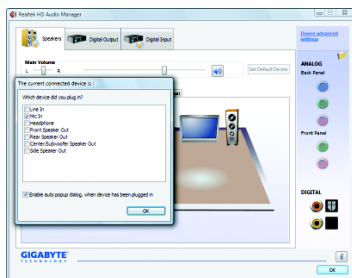 Realtek HD Audio Manager
Speakers
Digital Output
Digital Input
Device advanced settings
Main Volume
L
R
Set Default Device
ANALOG
Back Panel
The current connected device is :
Which device did you plug in?
Line In
Mic In
Headphone
Front Speaker Out
Rear Speaker Out
Center/Subwoofer Speaker Out
Side Speaker Out
Enable auto popup dialog, when device has been plugged in
OK
Front Panel
DIGITAL
GIGABYTE
TECHNOLOGY
OK